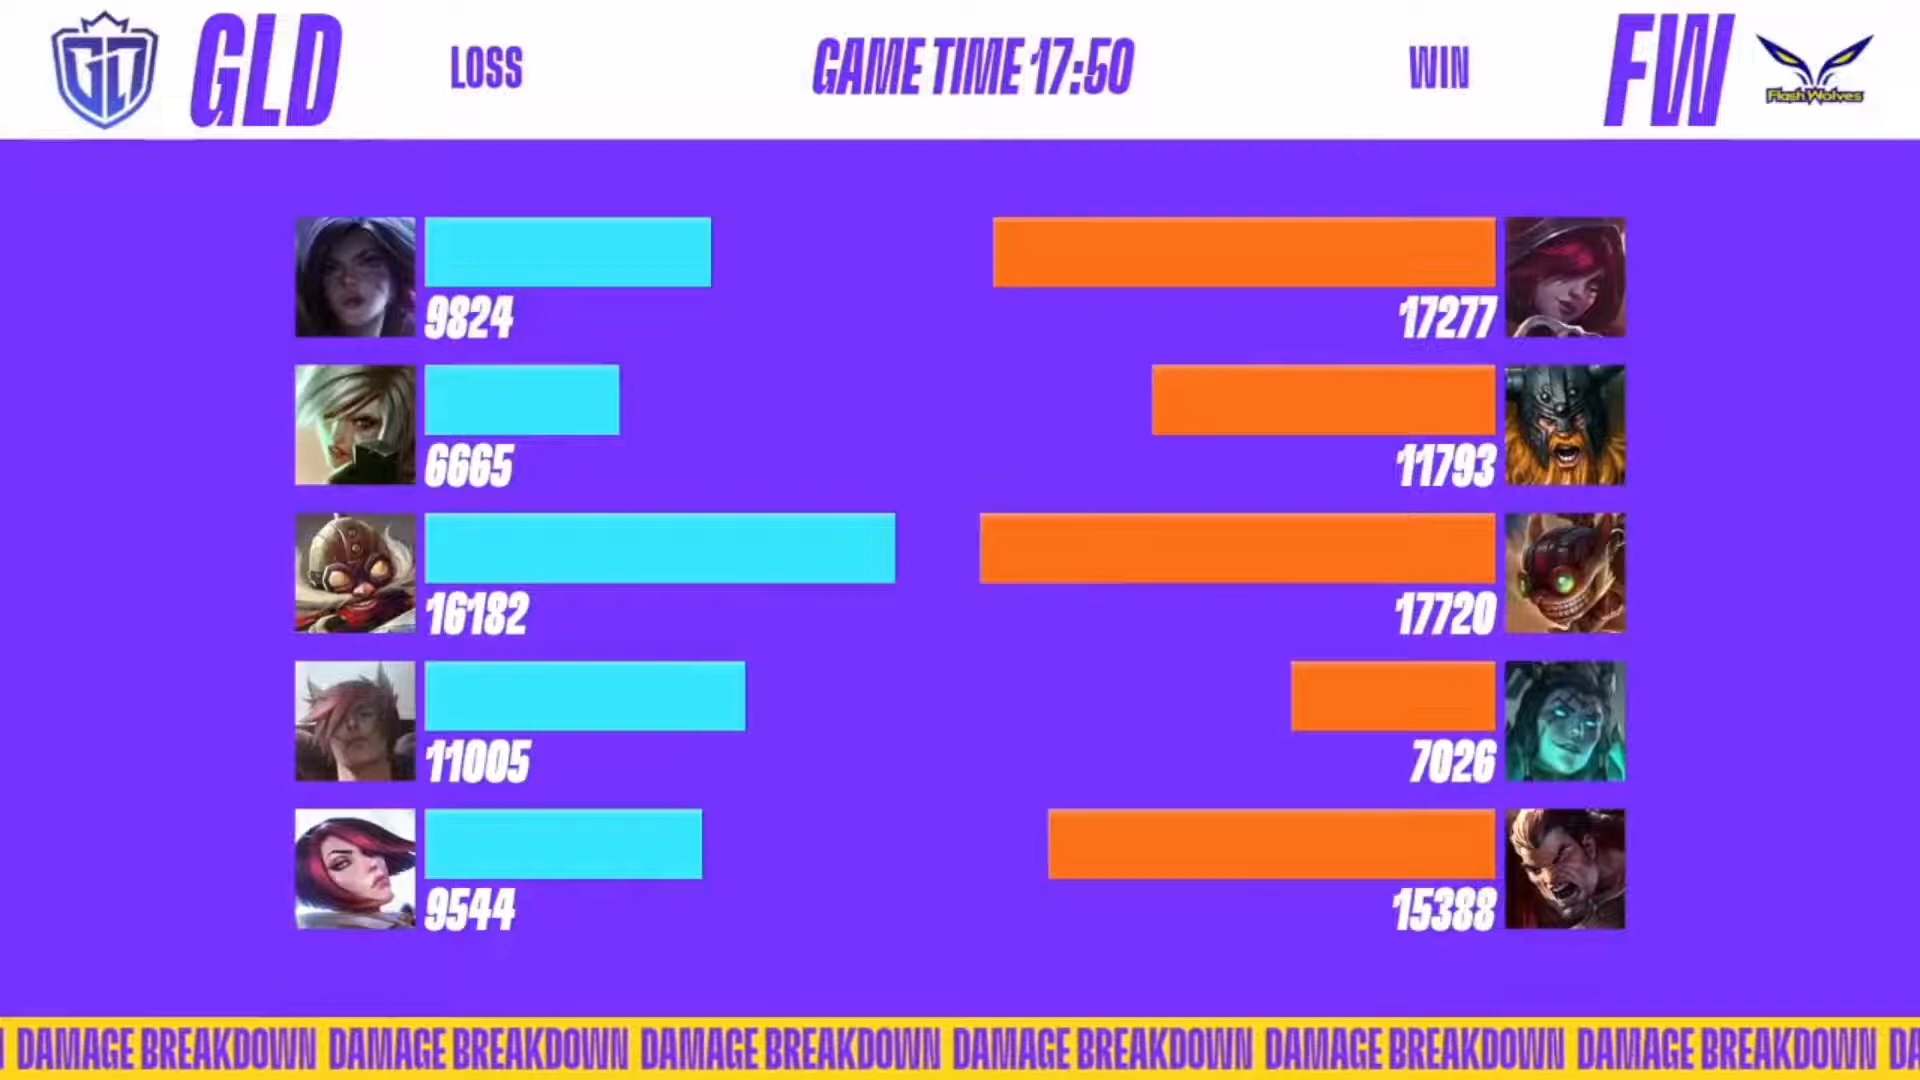 GLD LOSS GAME TIME 17:50 WIN FW Flash Wolves
9824 17277
6665 11793
16182 17720
11005 7026
9544 15388
DAMAGE BREAKDOWN DAMAGE BREAKDOWN DAMAGE BREAKDOWN DAMAGE BREAKDOWN DAMAGE BREAKDOWN DAMAGE BREAKDOWN DA